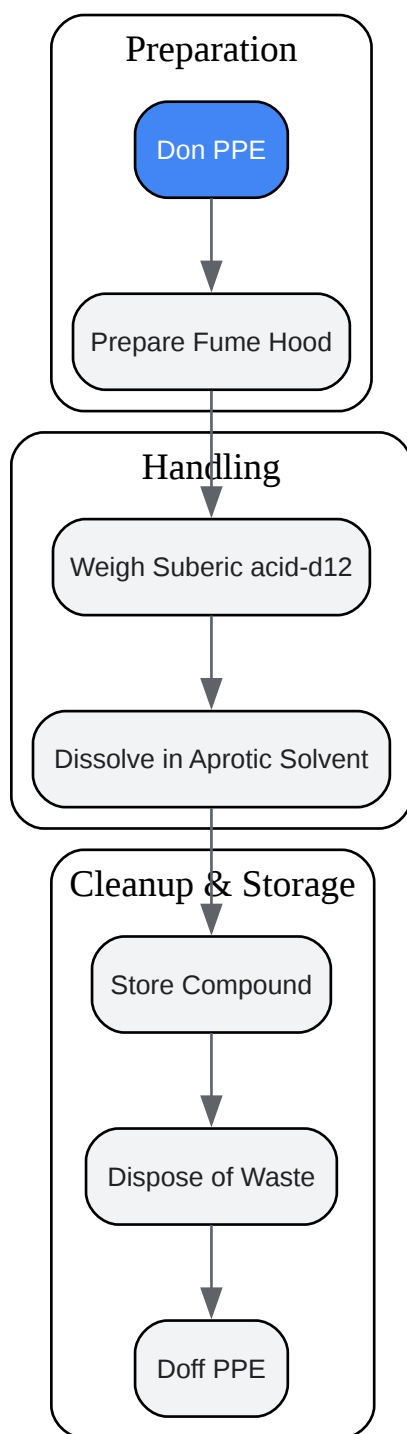 Preparation
Don PPE
Prepare Fume Hood
Handling
Weigh Suberic acid-d12
Dissolve in Aprotic Solvent
Cleanup & Storage
Store Compound
Dispose of Waste
Doff PPE